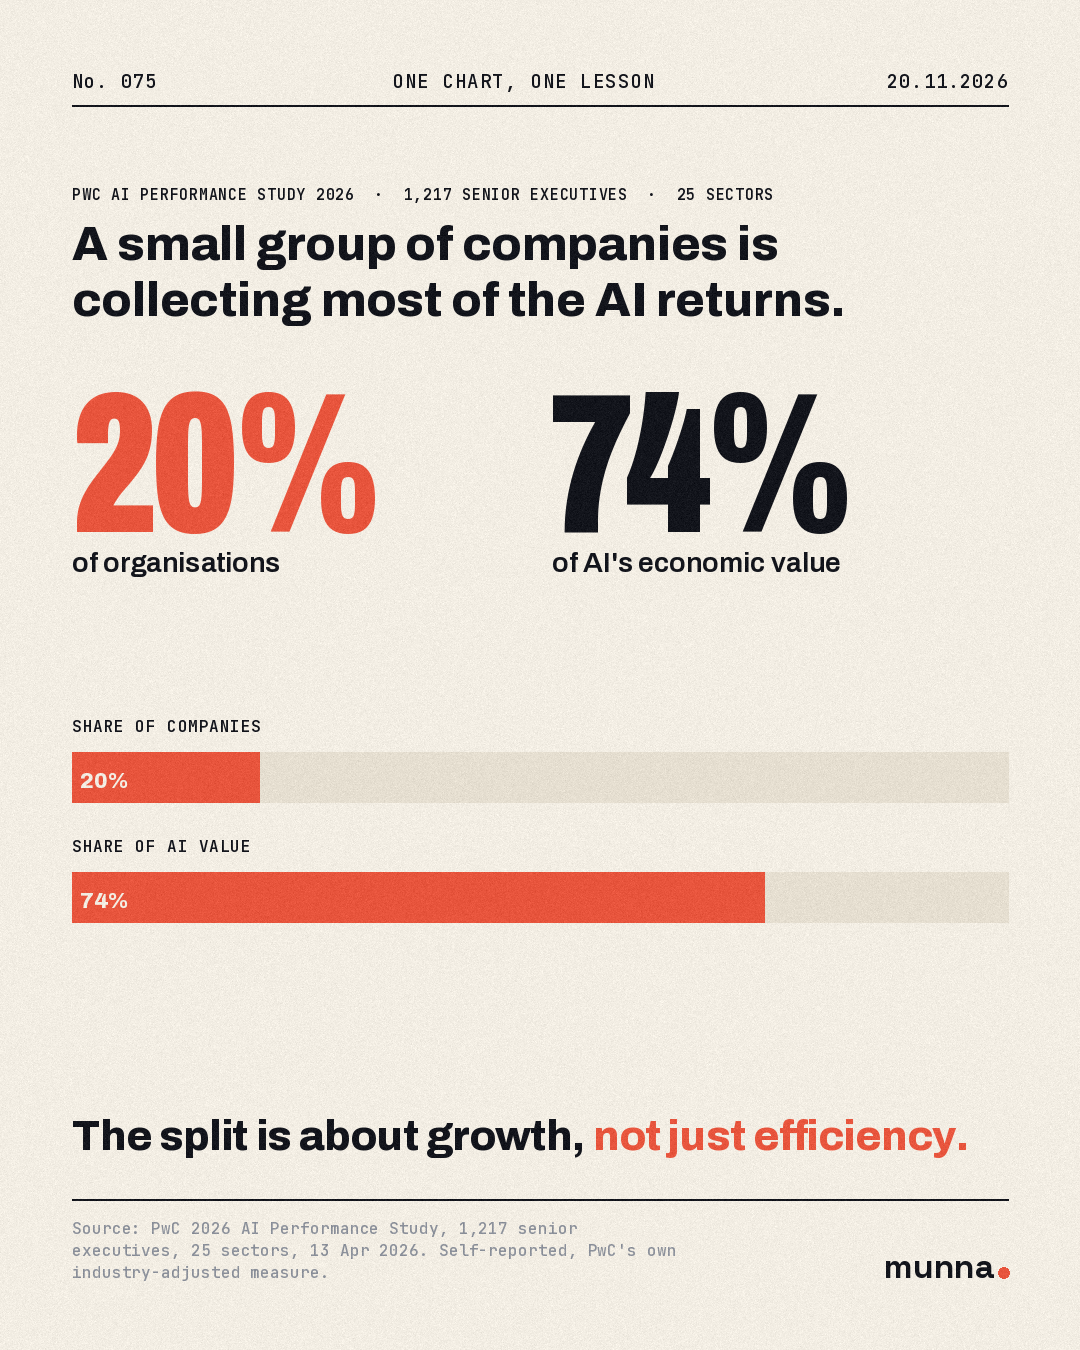 No. 075
ONE CHART, ONE LESSON
20.11.2026
PWC AI PERFORMANCE STUDY 2026 · 1,217 SENIOR EXECUTIVES · 25 SECTORS
A small group of companies is
collecting most of the AI returns.
20%
of organisations
74%
of AI's economic value
SHARE OF COMPANIES
20%
SHARE OF AI VALUE
74%
The split is about growth, not just efficiency.
Source: PwC 2026 AI Performance Study, 1,217 senior
executives, 25 sectors, 13 Apr 2026. Self-reported, PwC's own
industry-adjusted measure.
munna.